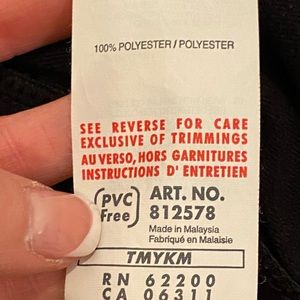 100% POLYESTER / POLYESTER
SEE REVERSE FOR CARE
EXCLUSIVE OF TRIMMINGS
AU VERSO, HORS GARNITURES
INSTRUCTIONS D' ENTRETIEN
(PVC Free)
ART. NO.
812578
Made in Malaysia
Fabriqué en Malaisie
TMYKM
RN 62200
CA 06311